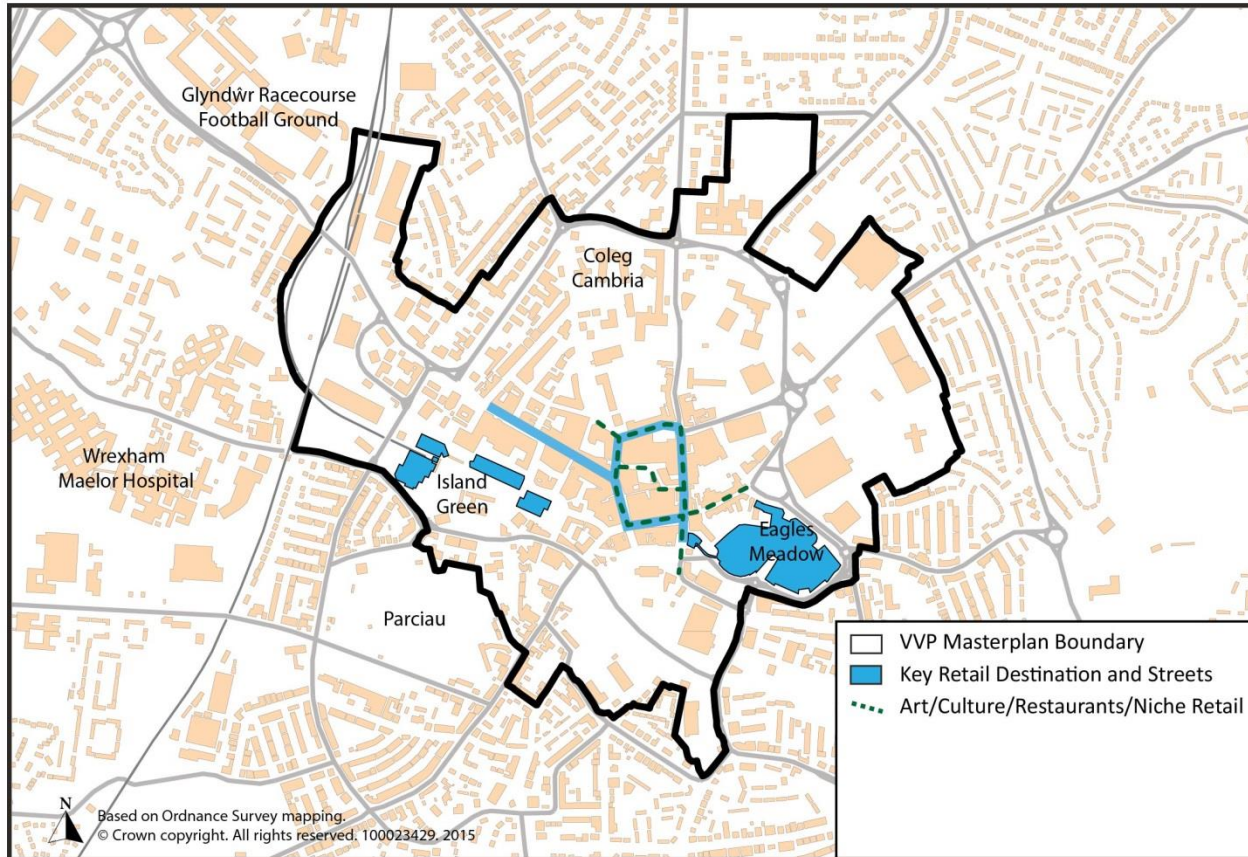 Glyndŵr Racecourse
Football Ground
Coleg
Cambria
Wrexham
Maelor Hospital
Island
Green
Eagles
Meadow
Parciau
VVP Masterplan Boundary
Key Retail Destination and Streets
Art/Culture/Restaurants/Niche Retail
N
Based on Ordnance Survey mapping.
© Crown copyright. All rights reserved. 100023429. 2015